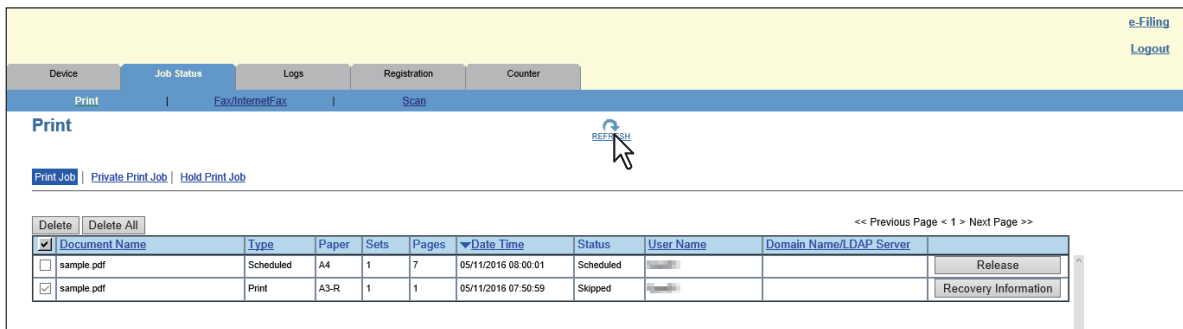 e-Filing
Logout
Device Job Status Logs Registration Counter
Print | Fax/InternetFax | Scan
Print
REFRESH
Print Job | Private Print Job | Hold Print Job
Delete Delete All << Previous Page < 1 > Next Page >>
Document Name Type Paper Sets Pages Date Time Status User Name Domain Name/LDAP Server
sample.pdf Scheduled A4 1 7 05/11/2016 08:00:01 Scheduled Release
sample.pdf Print A3-R 1 1 05/11/2016 07:50:59 Skipped Recovery Information